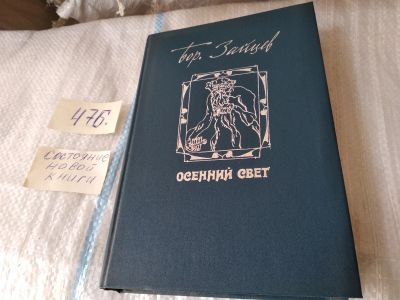 Бор. Зайцев
ОСЕННИЙ СВЕТ
476.
Состояние
новой
книги